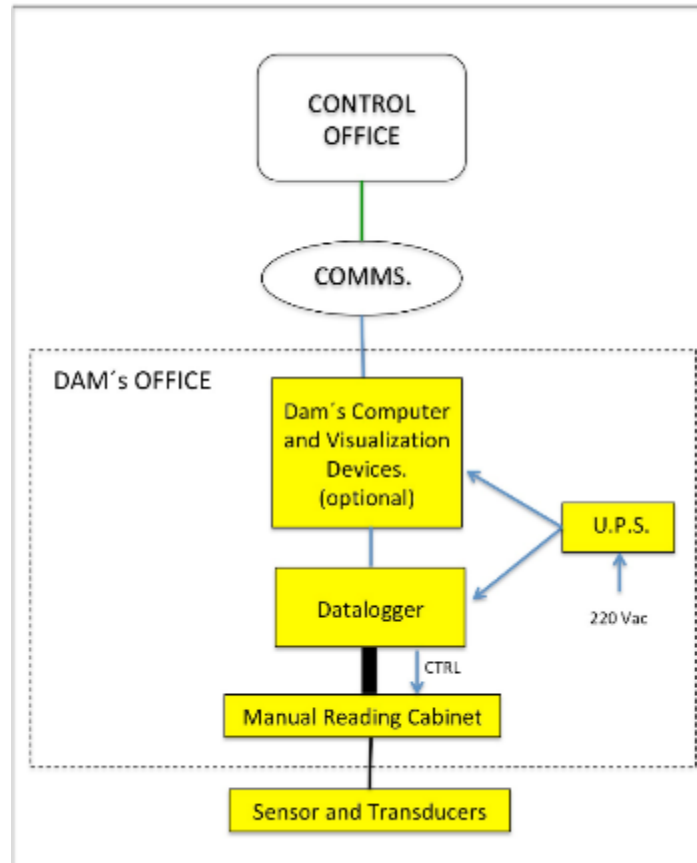 CONTROL
OFFICE
COMMS.
DAM´s OFFICE
Dam´s Computer
and Visualization
Devices.
(optional)
U.P.S.
Datalogger
220 Vac
CTRL
Manual Reading Cabinet
Sensor and Transducers